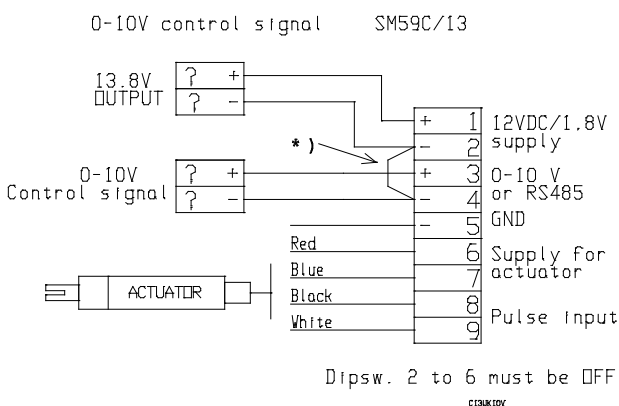 0-10V control signal SM59C/13
13.8V
OUTPUT
? +
? -
* )
0-10V
Control signal
? +
? -
+ 1
- 2
+ 3
- 4
- 5
6
7
8
9
12VDC/1,8V
supply
0-10 V
or RS485
GND
Supply for
actuator
Pulse input
Red
Blue
Black
White
ACTUATOR
Dipsw. 2 to 6 must be OFF